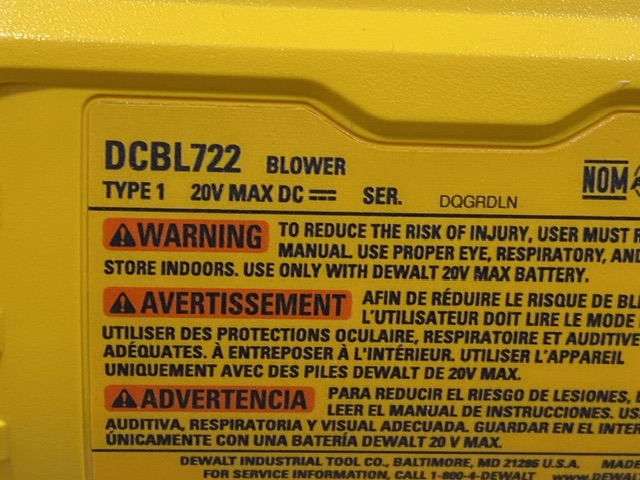 DCBL722 BLOWER NOM
TYPE 1 20V MAX DC SER. DQGRDLN
WARNING TO REDUCE THE RISK OF INJURY, USER MUST
MANUAL. USE PROPER EYE, RESPIRATORY, AND
STORE INDOORS. USE ONLY WITH DEWALT 20V MAX BATTERY.
AVERTISSEMENT AFIN DE RÉDUIRE LE RISQUE DE
L'UTILISATEUR DOIT LIRE LE MODE
UTILISER DES PROTECTIONS OCULAIRE, RESPIRATOIRE ET AUDITIVE
ADÉQUATES. À ENTREPOSER À L'INTÉRIEUR. UTILISER L'APPAREIL
UNIQUEMENT AVEC DES PILES DEWALT DE 20V MAX.
ADVERTENCIA PARA REDUCIR EL RIESGO DE LESIONES,
LEER EL MANUAL DE INSTRUCCIONES.
AUDITIVA, RESPIRATORIA Y VISUAL ADECUADA. GUARDAR EN EL
ÚNICAMENTE CON UNA BATERÍA DEWALT 20 V MAX.
DEWALT INDUSTRIAL TOOL CO., BALTIMORE, MD 21286 U.S.A. MADE
FOR SERVICE INFORMATION, CALL 1-800-4-DEWALT